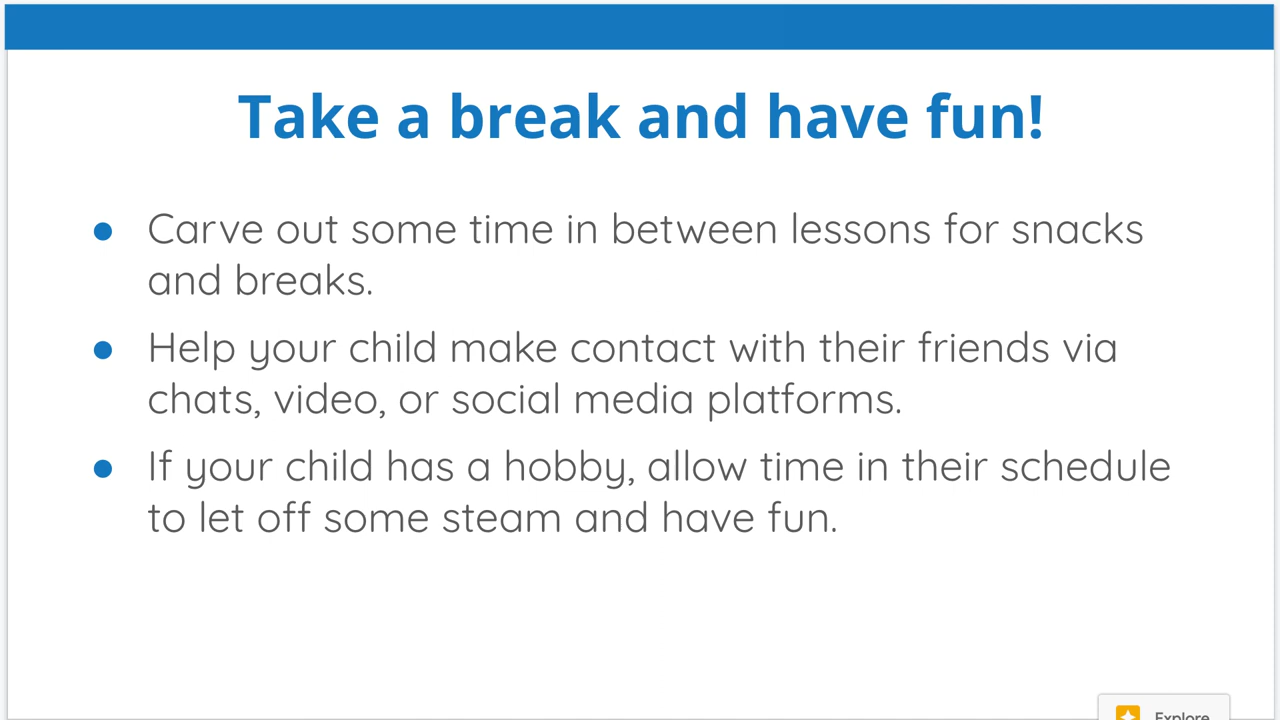 Take a break and have fun!
● Carve out some time in between lessons for snacks
and breaks.
● Help your child make contact with their friends via
chats, video, or social media platforms.
● If your child has a hobby, allow time in their schedule
to let off some steam and have fun.
Explore